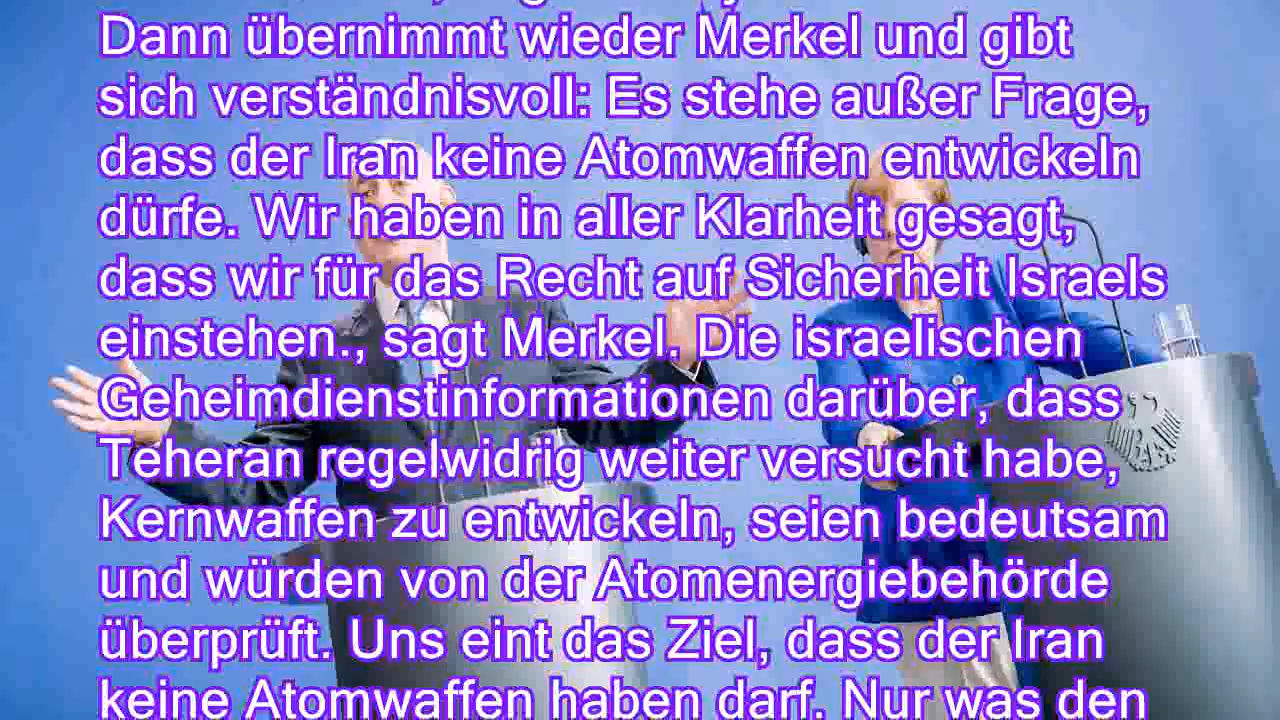 Dann übernimmt wieder Merkel und gibt
sich verständnisvoll: Es stehe außer Frage,
dass der Iran keine Atomwaffen entwickeln
dürfe. Wir haben in aller Klarheit gesagt,
dass wir für das Recht auf Sicherheit Israels
einstehen., sagt Merkel. Die israelischen
Geheimdienstinformationen darüber, dass
Teheran regelwidrig weiter versucht habe,
Kernwaffen zu entwickeln, seien bedeutsam
und würden von der Atomenergiebehörde
überprüft. Uns eint das Ziel, dass der Iran
keine Atomwaffen haben darf. Nur was den